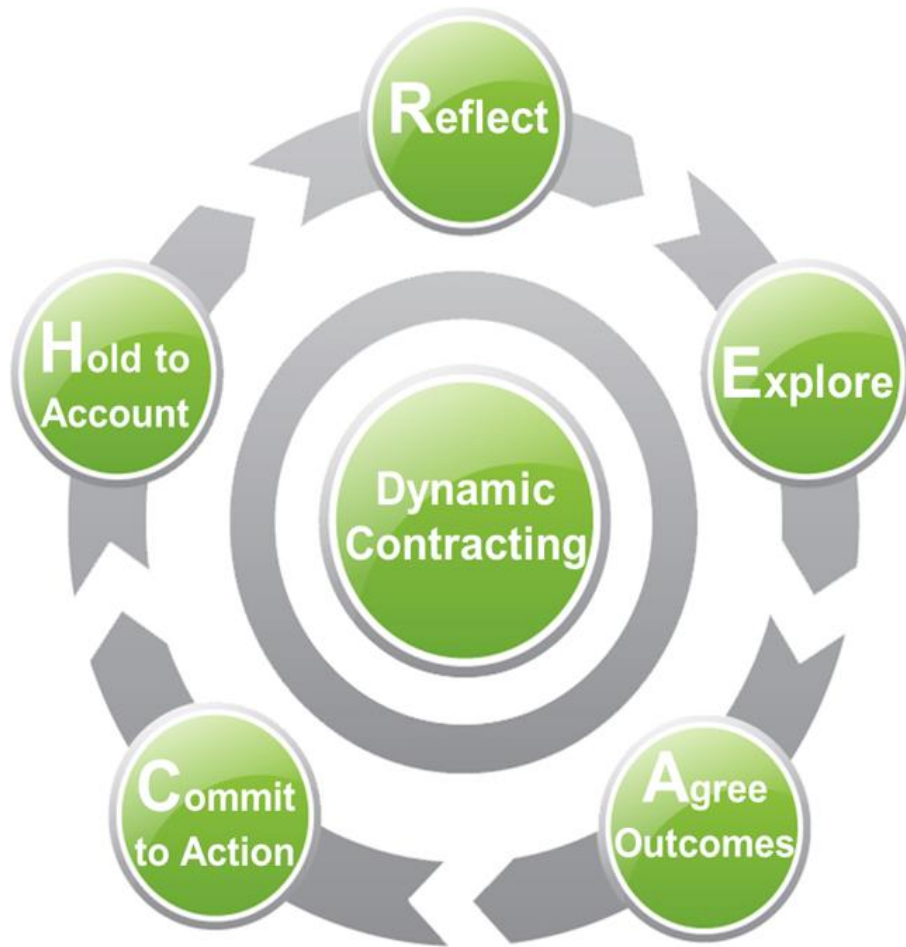 Reflect
Explore
Agree
Outcomes
Commit
to Action
Hold to
Account
Dynamic
Contracting